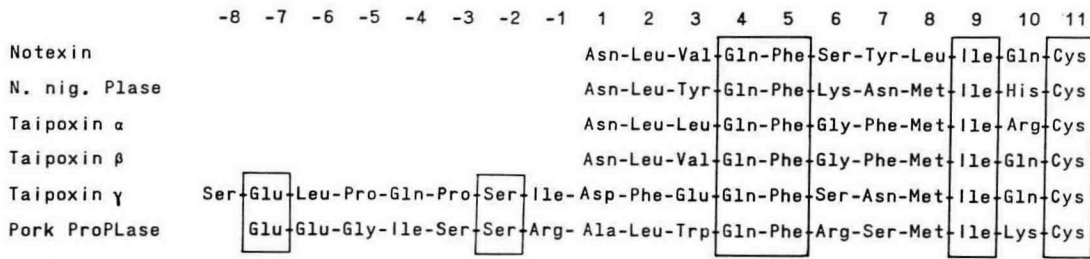 -8 -7 -6 -5 -4 -3 -2 -1 1 2 3 4 5 6 7 8 9 10 11
Notexin Asn-Leu-Val-Gln-Phe-Ser-Tyr-Leu-Ile-Gln-Cys
N. nig. Plase Asn-Leu-Tyr-Gln-Phe-Lys-Asn-Met-Ile-His-Cys
Taipoxin α Asn-Leu-Leu-Gln-Phe-Gly-Phe-Met-Ile-Arg-Cys
Taipoxin β Asn-Leu-Val-Gln-Phe-Gly-Phe-Met-Ile-Gln-Cys
Taipoxin γ Ser-Glu-Leu-Pro-Gln-Pro-Ser-Ile-Asp-Phe-Glu-Gln-Phe-Ser-Asn-Met-Ile-Gln-Cys
Pork ProPLase Glu-Glu-Gly-Ile-Ser-Ser-Arg-Ala-Leu-Trp-Gln-Phe-Arg-Ser-Met-Ile-Lys-Cys